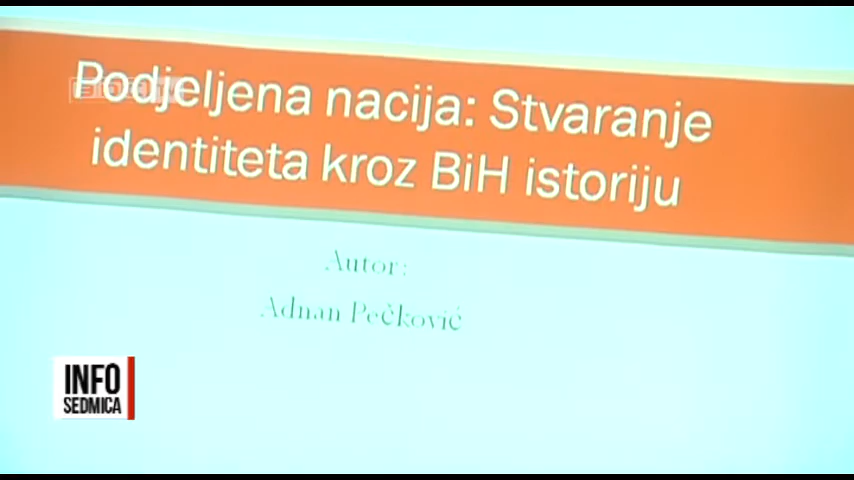 Podjeljena nacija: Stvaranje
identiteta kroz BiH istoriju
Autor:
Adnan Pečković
INFO
SEDMICA